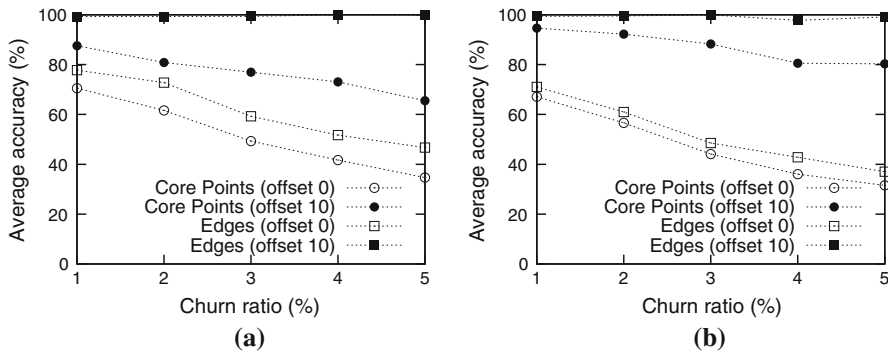 100
80
60
40
20
0
Average accuracy (%)
Core Points (offset 0)
Core Points (offset 10)
Edges (offset 0)
Edges (offset 10)
1 2 3 4 5
Churn ratio (%)
(a)
100
80
60
40
20
0
Average accuracy (%)
Core Points (offset 0)
Core Points (offset 10)
Edges (offset 0)
Edges (offset 10)
1 2 3 4 5
Churn ratio (%)
(b)